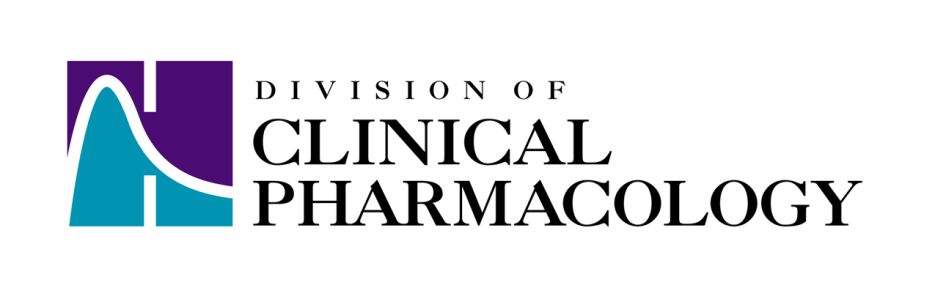 DIVISION OF
CLINICAL
PHARMACOLOGY